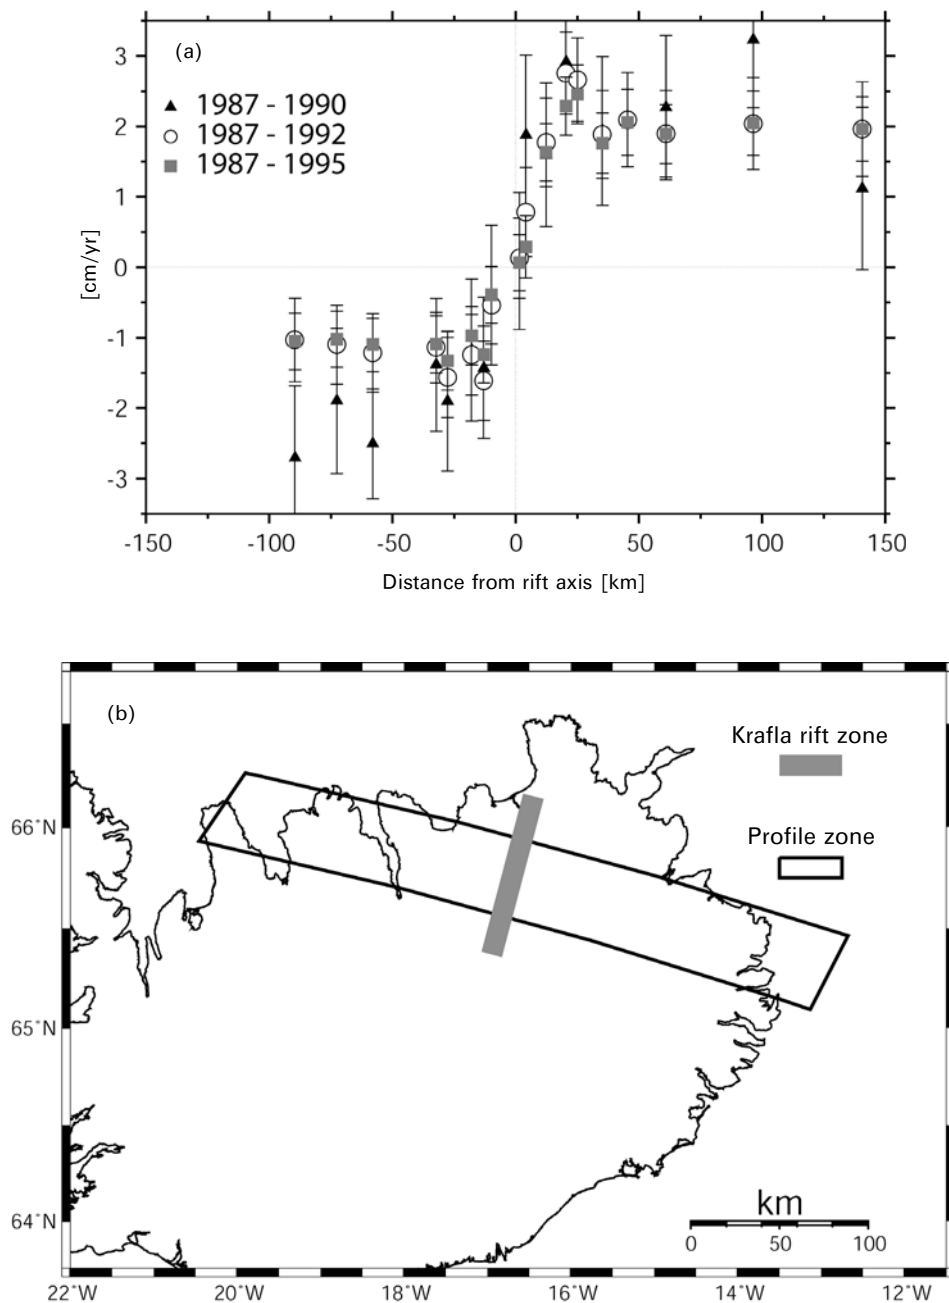 (a)
1987 - 1990
1987 - 1992
1987 - 1995
[cm/yr]
3
2
1
0
-1
-2
-3
-150 -100 -50 0 50 100 150
Distance from rift axis [km]
(b)
Krafla rift zone
Profile zone
66°N
65°N
64°N
km
0 50 100
22°W 20°W 18°W 16°W 14°W 12°W